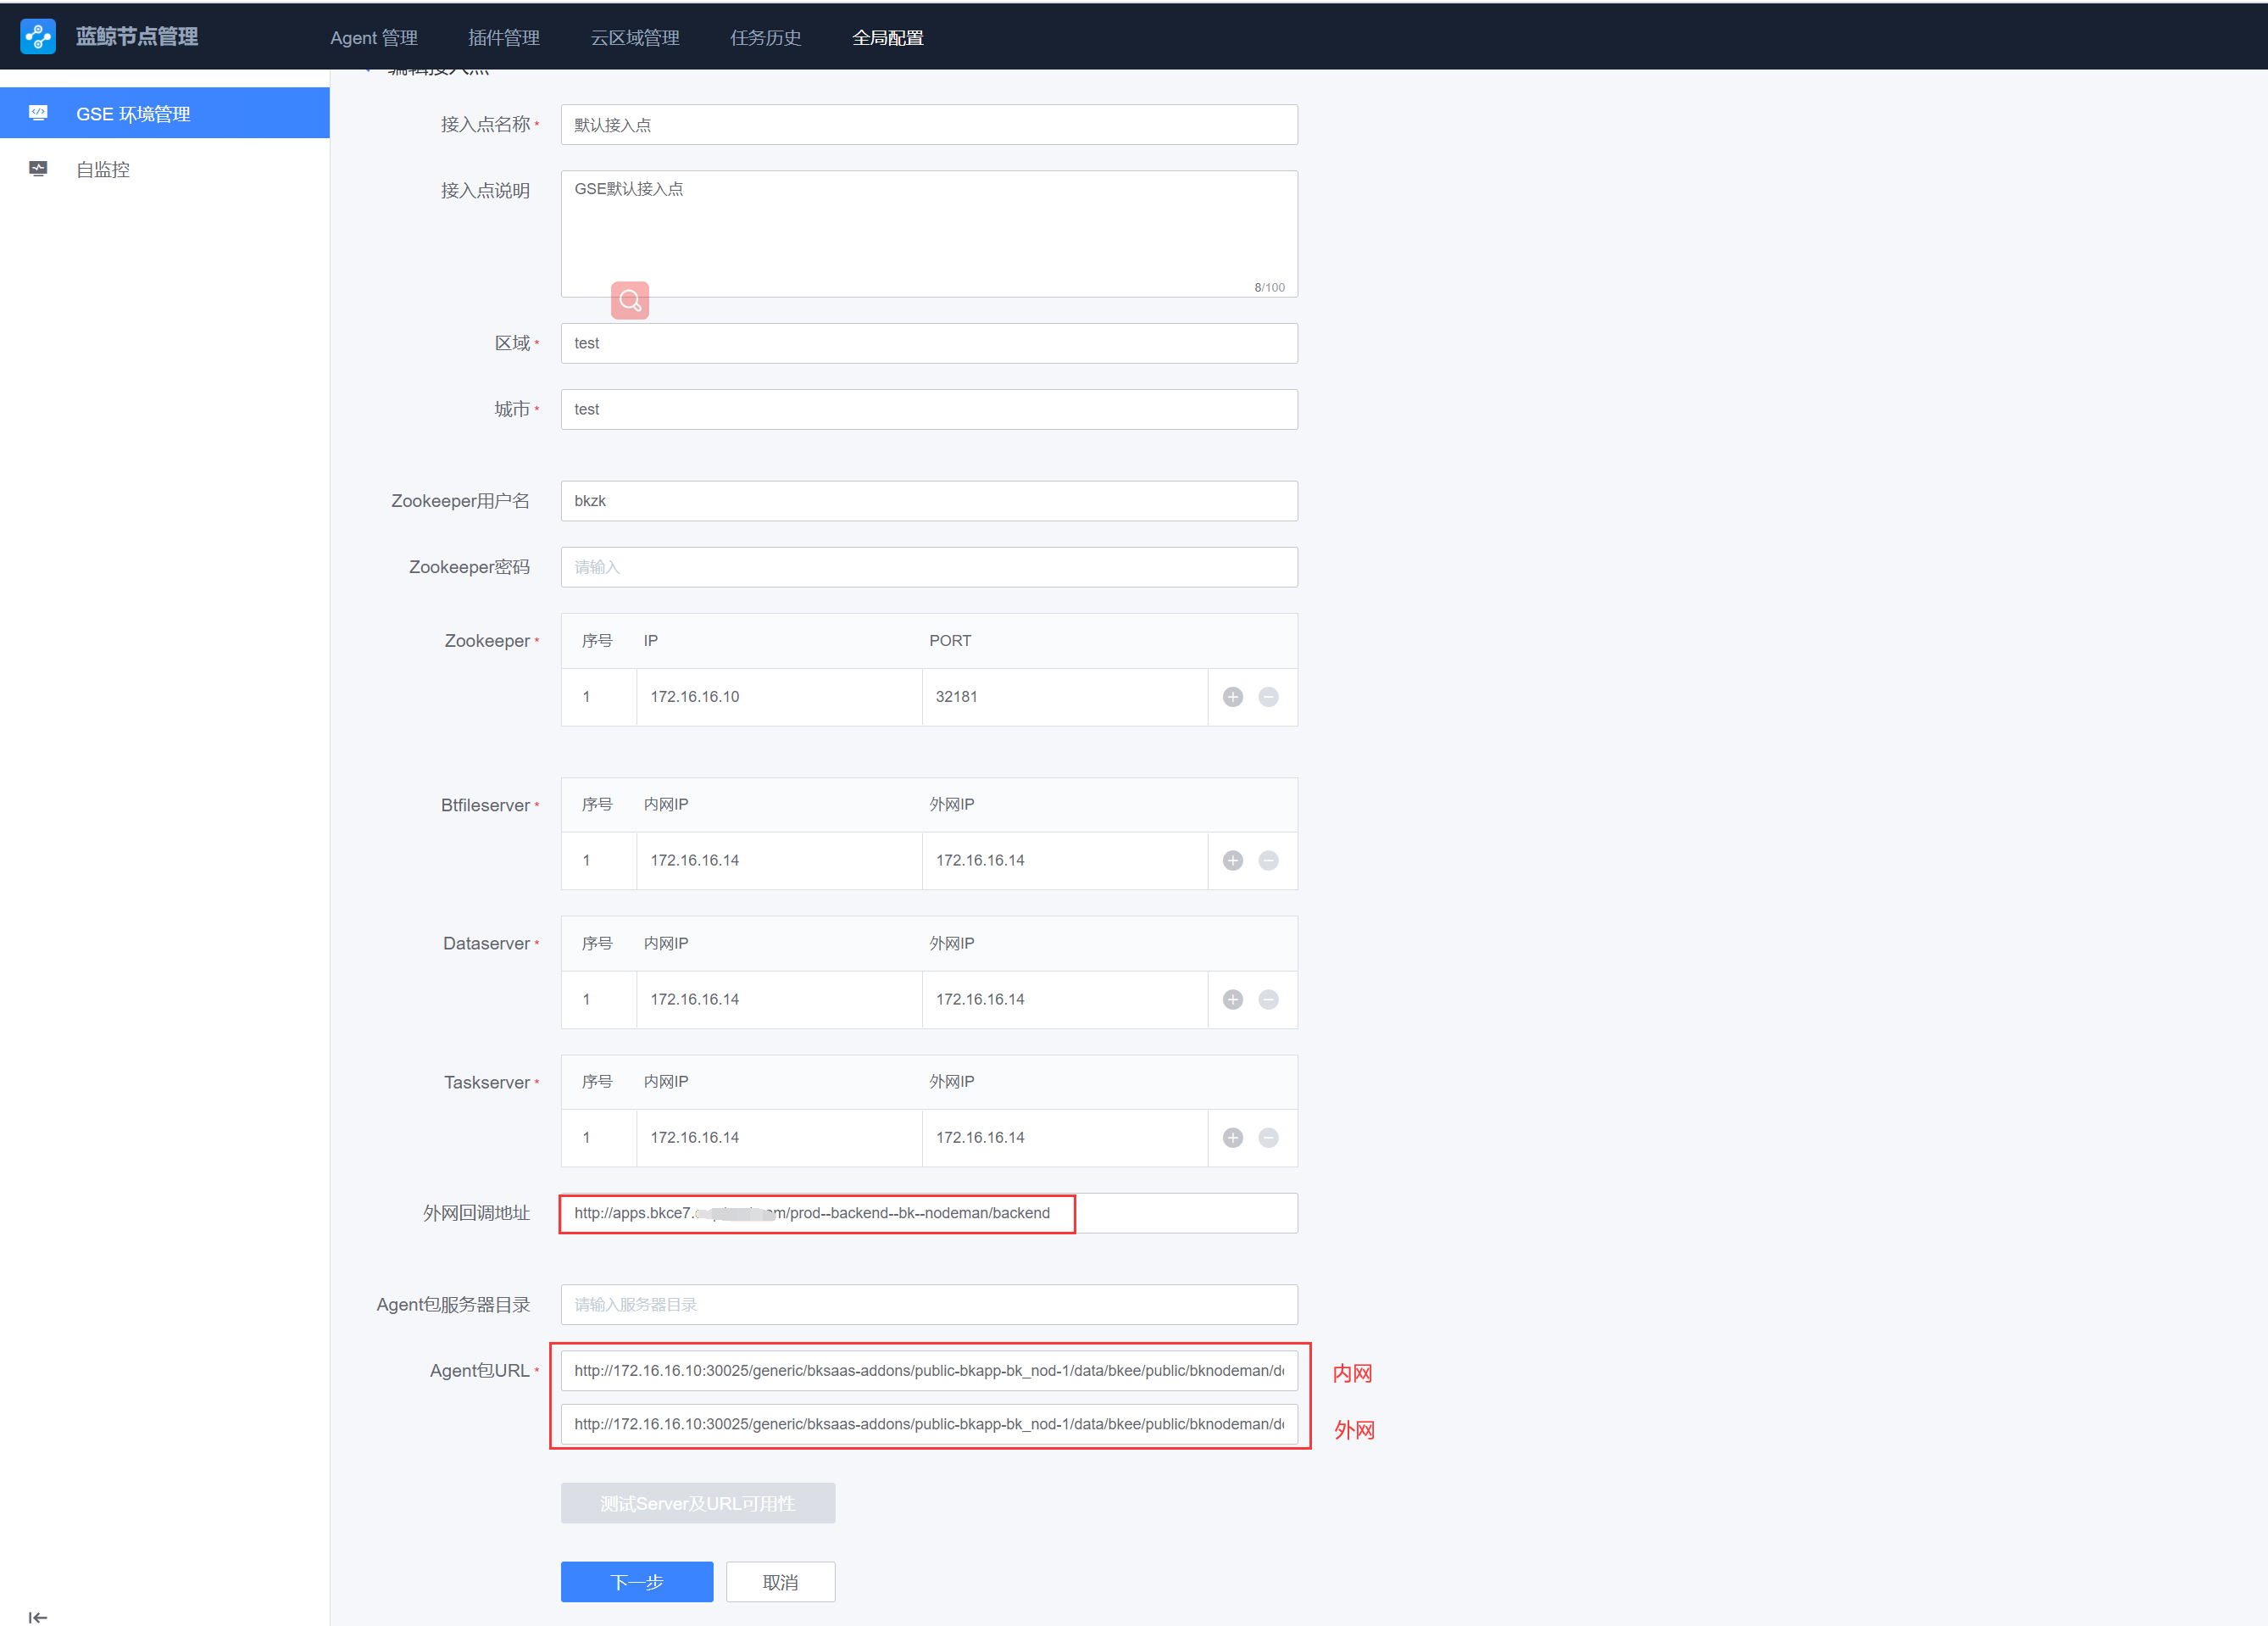 蓝鲸节点管理
Agent 管理
插件管理
云区域管理
任务历史
全局配置
编辑接入点
GSE 环境管理
自监控
接入点名称 *
默认接入点
接入点说明
GSE默认接入点
8/100
区域 *
test
城市 *
test
Zookeeper用户名
bkzk
Zookeeper密码
请输入
Zookeeper *
序号 IP PORT
1 172.16.16.10 32181
Btfileserver *
序号 内网IP 外网IP
1 172.16.16.14 172.16.16.14
Dataserver *
序号 内网IP 外网IP
1 172.16.16.14 172.16.16.14
Taskserver *
序号 内网IP 外网IP
1 172.16.16.14 172.16.16.14
外网回调地址
http://apps.bkce7. m/prod--backend--bk--nodeman/backend
Agent包服务器目录
请输入服务器目录
Agent包URL *
http://172.16.16.10:30025/generic/bksaas-addons/public-bkapp-bk_nod-1/data/bkee/public/bknodeman/d
内网
http://172.16.16.10:30025/generic/bksaas-addons/public-bkapp-bk_nod-1/data/bkee/public/bknodeman/d
外网
测试Server及URL可用性
下一步
取消